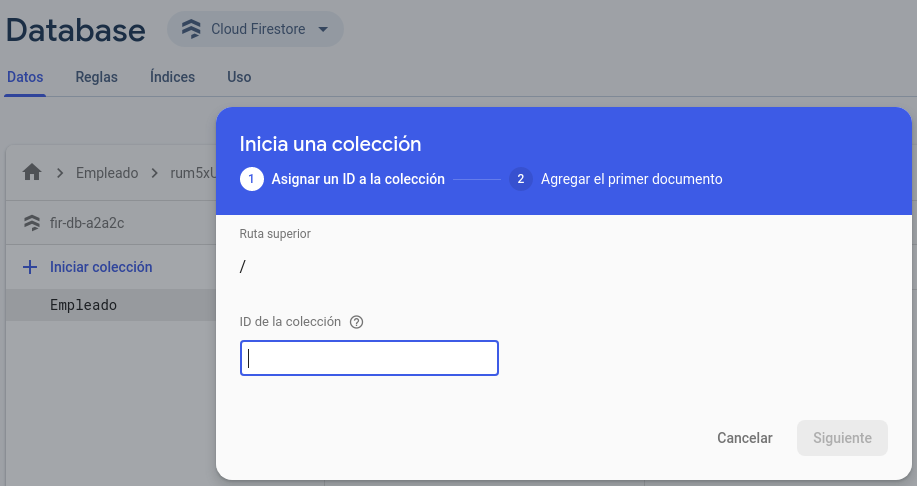 Database
Cloud Firestore
Datos Reglas Índices Uso
Inicia una colección
1 Asignar un ID a la colección 2 Agregar el primer documento
Empleado rum5xU
fir-db-a2a2c
Ruta superior
/
Iniciar colección
Empleado
ID de la colección
Cancelar Siguiente